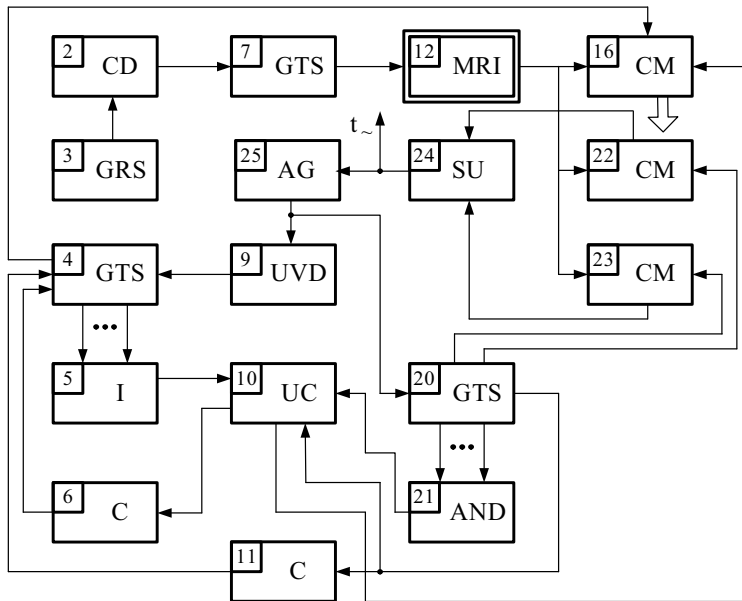 2 CD
7 GTS
12 MRI
16 CM
3 GRS
t~
25 AG
24 SU
22 CM
4 GTS
9 UVD
23 CM
•••
5 I
10 UC
20 GTS
•••
6 C
21 AND
11 C